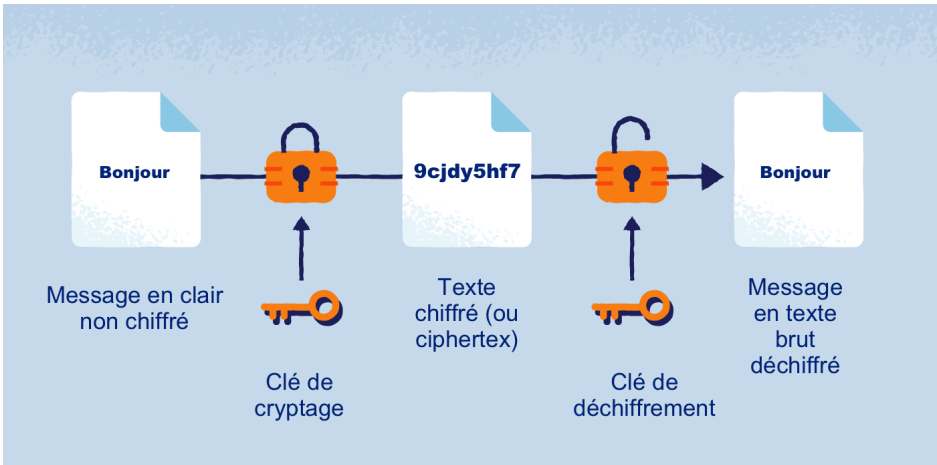 Bonjour
9cjdy5hf7
Bonjour
Message en clair
non chiffré
Texte
chiffré (ou
ciphertex)
Message
en texte
brut
déchiffré
Clé de
cryptage
Clé de
déchiffrement